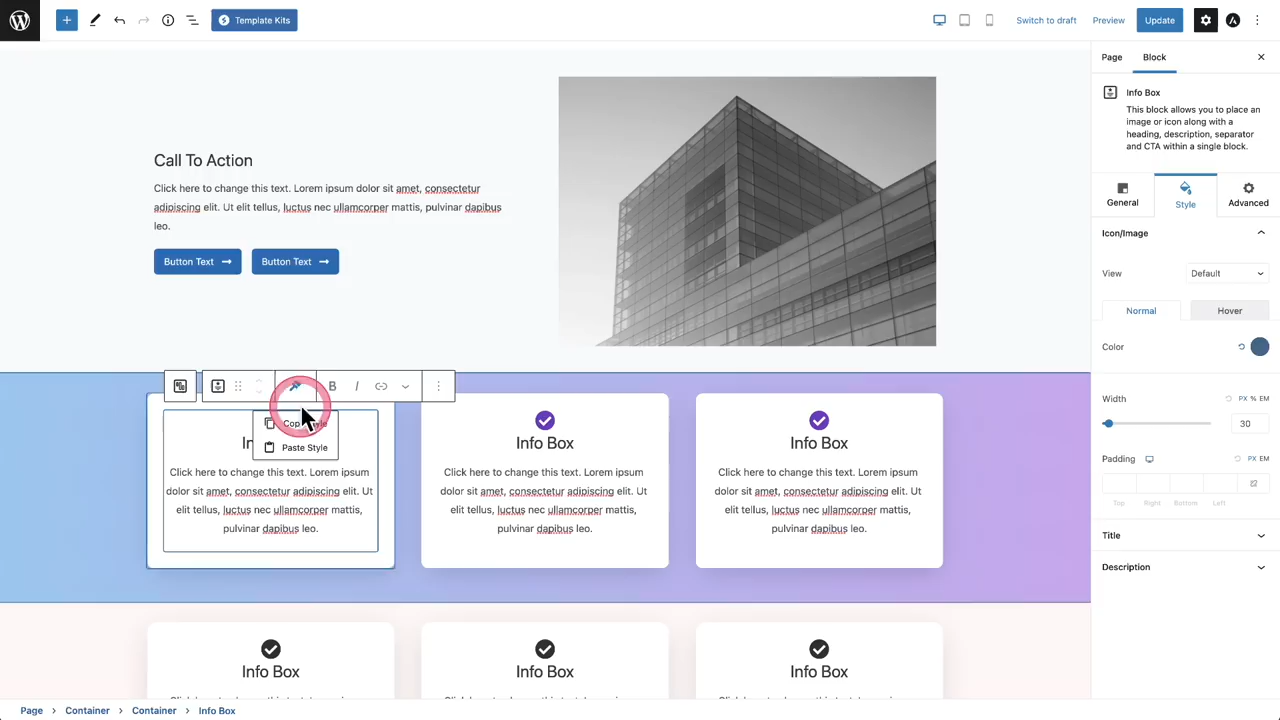 Template Kits
Switch to draft
Preview
Update
Page
Block
Info Box
This block allows you to place an
image or icon along with a
heading, description, separator
and CTA within a single block.
General
Style
Advanced
Icon/Image
View
Default
Normal
Hover
Color
Width
PX % EM
30
Padding
PX EM
Top
Right
Bottom
Left
Title
Description
Call To Action
Click here to change this text. Lorem ipsum dolor sit amet, consectetur
adipiscing elit. Ut elit tellus, luctus nec ullamcorper mattis, pulvinar dapibus
leo.
Button Text
Button Text
B
I
Copy Style
Paste Style
Click here to change this text. Lorem ipsum
dolor sit amet, consectetur adipiscing elit. Ut
elit tellus, luctus nec ullamcorper mattis,
pulvinar dapibus leo.
Info Box
Click here to change this text. Lorem ipsum
dolor sit amet, consectetur adipiscing elit. Ut
elit tellus, luctus nec ullamcorper mattis,
pulvinar dapibus leo.
Info Box
Click here to change this text. Lorem ipsum
dolor sit amet, consectetur adipiscing elit. Ut
elit tellus, luctus nec ullamcorper mattis,
pulvinar dapibus leo.
Info Box
Info Box
Info Box
Page
Container
Container
Info Box